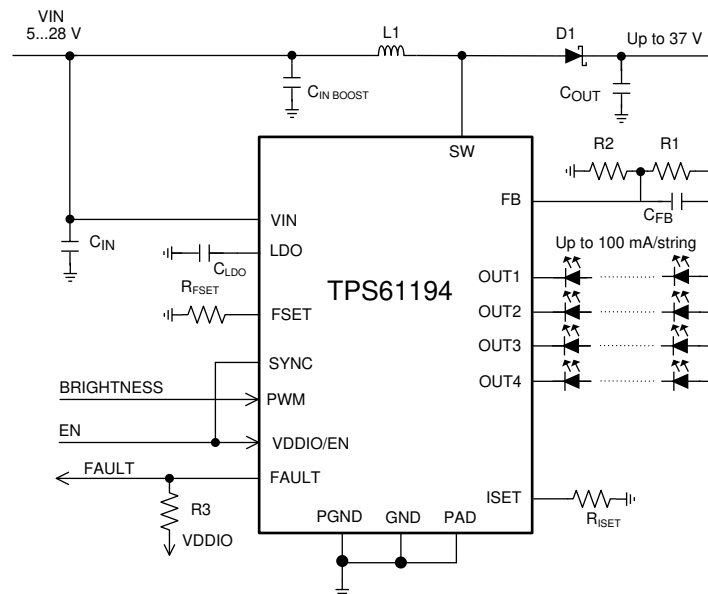 VIN
5...28 V
L1
D1
Up to 37 V
CIN BOOST
COUT
SW
R2
R1
FB
CFB
VIN
CIN
LDO
CLDO
Up to 100 mA/string
RFSET
TPS61194
OUT1
FSET
OUT2
OUT3
SYNC
OUT4
BRIGHTNESS
PWM
EN
VDDIO/EN
FAULT
FAULT
ISET
R3
RISET
PGND
GND
PAD
VDDIO